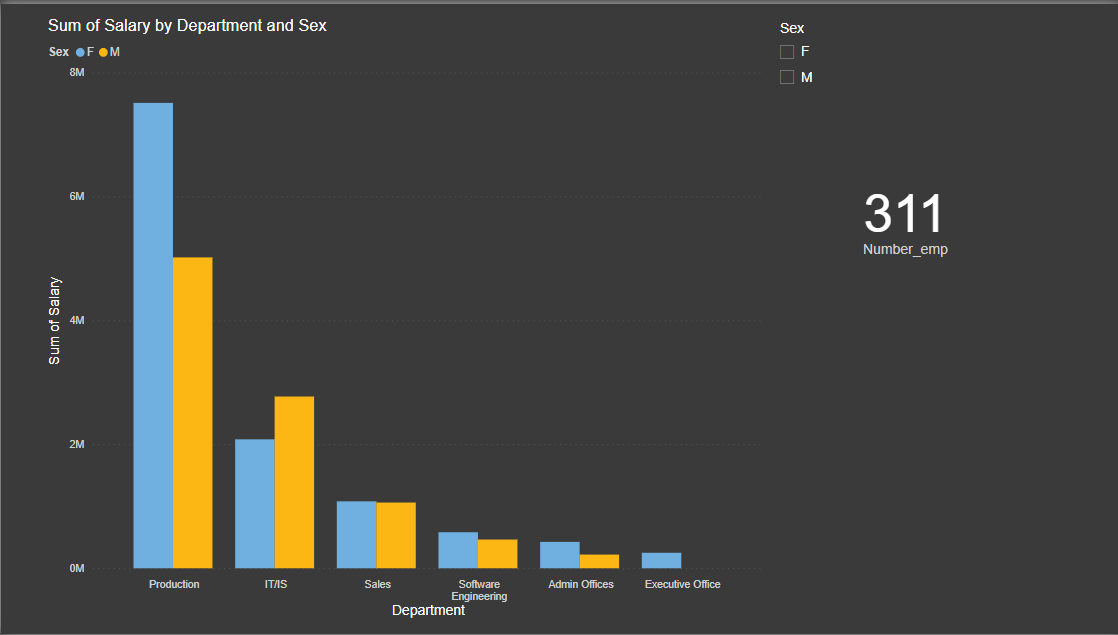 Sum of Salary by Department and Sex
Sex F M
8M
6M
4M
2M
0M
Sum of Salary
Production
IT/IS
Sales
Software
Engineering
Admin Offices
Executive Office
Department
Sex
F
M
311
Number_emp